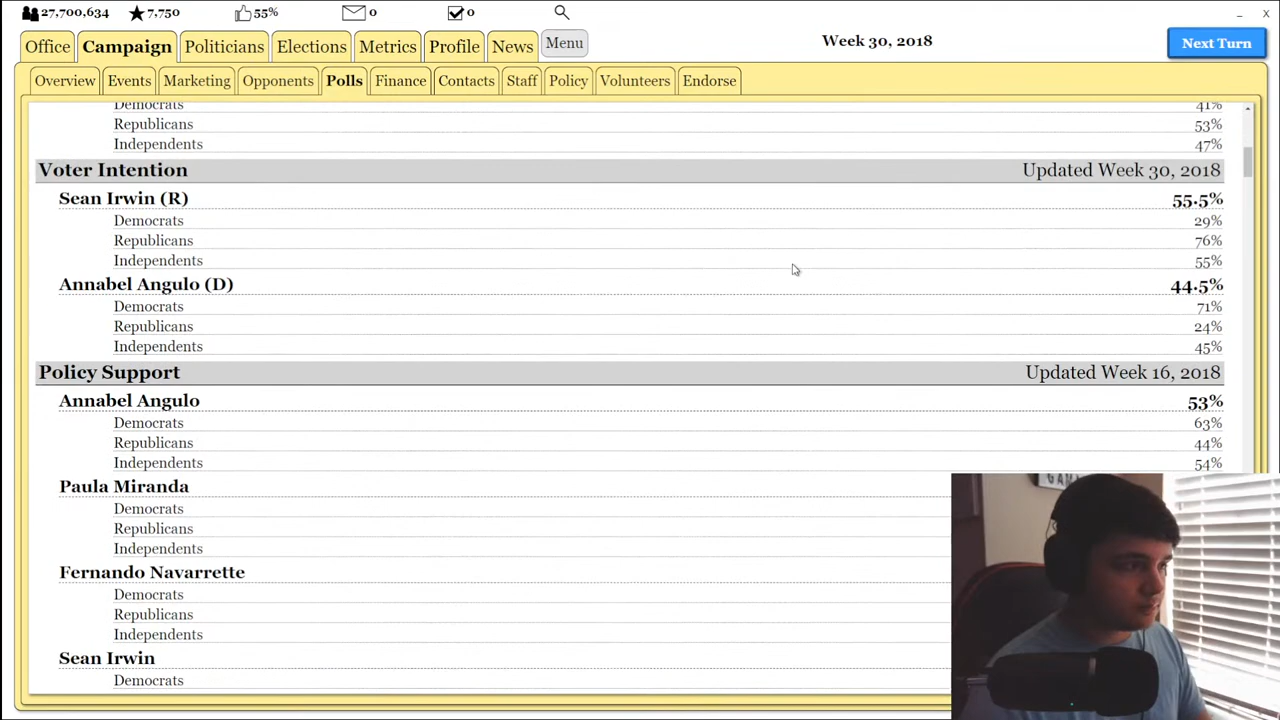 27,700,634 7,750 55% 0 0
Office Campaign Politicians Elections Metrics Profile News Menu Week 30, 2018 Next Turn
Overview Events Marketing Opponents Polls Finance Contacts Staff Policy Volunteers Endorse
Democrats 41%
Republicans 53%
Independents 47%
Voter Intention Updated Week 30, 2018
Sean Irwin (R) 55.5%
Democrats 29%
Republicans 76%
Independents 55%
Annabel Angulo (D) 44.5%
Democrats 71%
Republicans 24%
Independents 45%
Policy Support Updated Week 16, 2018
Annabel Angulo 53%
Democrats 63%
Republicans 44%
Independents 54%
Paula Miranda
Democrats
Republicans
Independents
Fernando Navarrette
Democrats
Republicans
Independents
Sean Irwin
Democrats